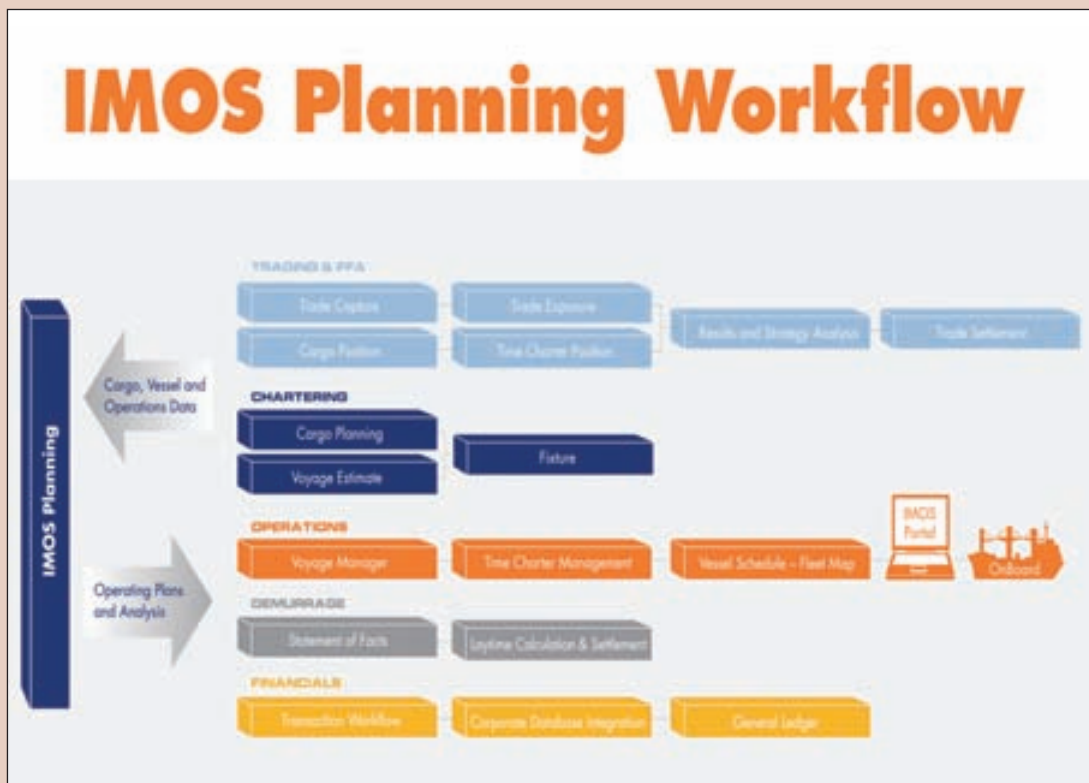 IMOS Planning Workflow
IMOS Planning
Cargo, Vessel and
Operations Data
Operating Plans
and Analysis
TRADING & FFA
Trade Capture
Trade Exposure
Cargo Position
Time Charter Position
Results and Strategy Analysis
Trade Settlement
CHARTERING
Cargo Planning
Voyage Estimate
Fixture
OPERATIONS
Voyage Manager
Time Charter Management
Vessel Schedule – Fleet Map
IMOS
Portal
OnBoard
DEMURRAGE
Statement of Facts
Laytime Calculation & Settlement
FINANCIALS
Transaction Workflow
Corporate Database Integration
General Ledger